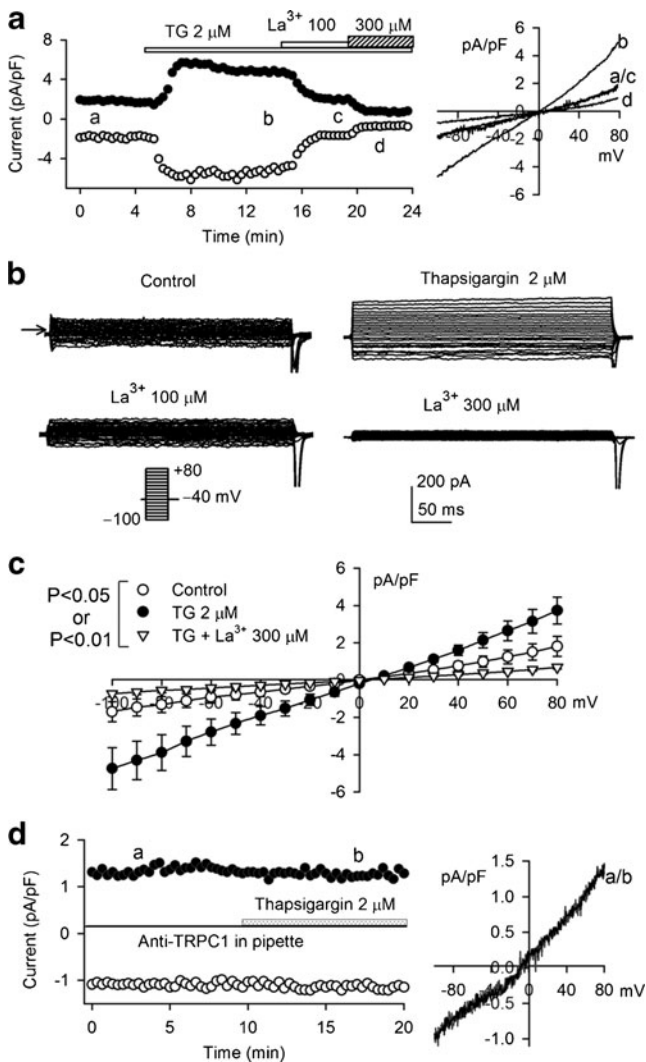 a
TG 2 μM
La³⁺ 100
300 μM
Current (pA/pF)
8
4
0
-4
a
b
c
d
0 4 8 12 16 20 24
Time (min)
pA/pF
6
4
2
0
-2
-4
-6
-80 -40 0 40 80
mV
b
a/c
d
b
Control
Thapsigargin 2 μM
La³⁺ 100 μM
La³⁺ 300 μM
+80
−40 mV
−100
200 pA
50 ms
c
P<0.05
or
P<0.01
Control
TG 2 μM
TG + La³⁺ 300 μM
pA/pF
6
4
2
0
-2
-4
-6
-100 -80 -60 -40 -20 0 20 40 60 80 mV
d
Current (pA/pF)
2
1
0
-1
a
b
Thapsigargin 2 μM
Anti-TRPC1 in pipette
0 5 10 15 20
Time (min)
pA/pF
1.5
1.0
0.5
0.0
-0.5
-1.0
-80 -40 0 40 80
mV
a/b